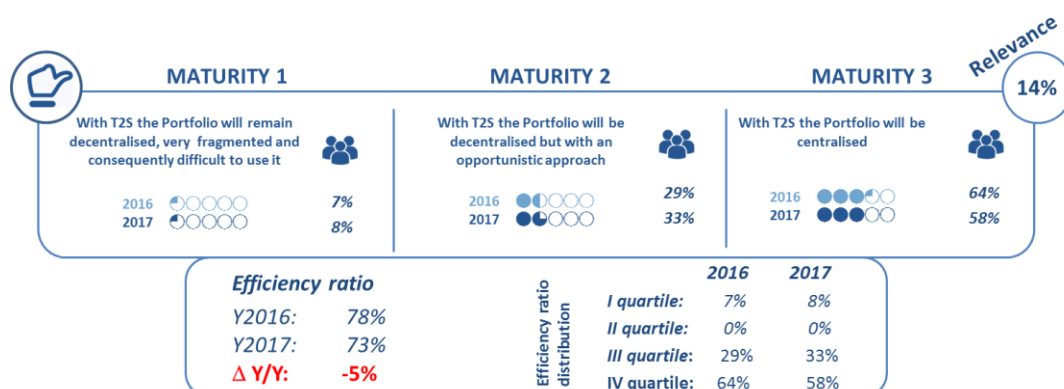 Relevance
14%
MATURITY 1
MATURITY 2
MATURITY 3
With T2S the Portfolio will remain
decentralised, very fragmented and
consequently difficult to use it
2016 7%
2017 8%
With T2S the Portfolio will be
decentralised but with an
opportunistic approach
2016 29%
2017 33%
With T2S the Portfolio will be
centralised
2016 64%
2017 58%
Efficiency ratio
Y2016: 78%
Y2017: 73%
Δ Y/Y: -5%
Efficiency ratio
distribution
2016 2017
I quartile: 7% 8%
II quartile: 0% 0%
III quartile: 29% 33%
IV quartile: 64% 58%